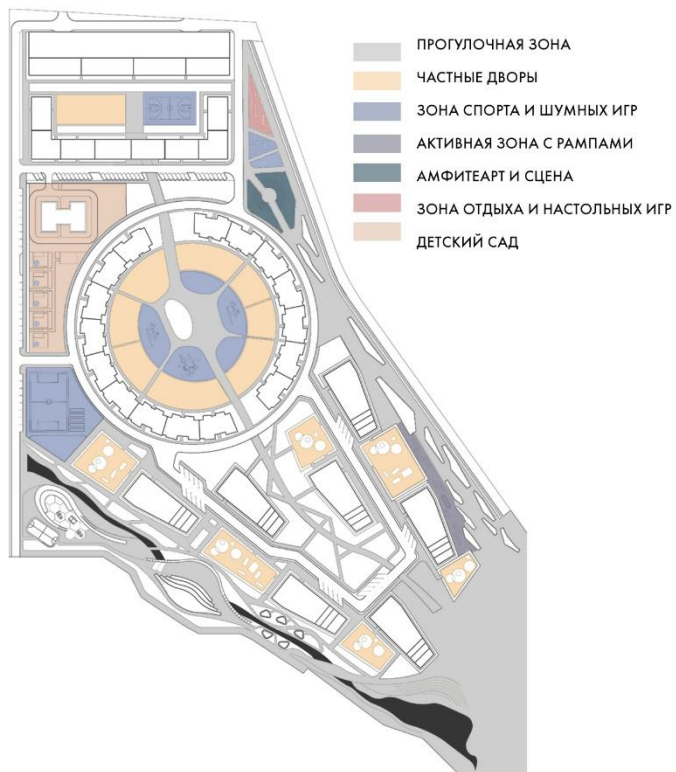 ПРОГУЛОЧНАЯ ЗОНА
ЧАСТНЫЕ ДВОРЫ
ЗОНА СПОРТА И ШУМНЫХ ИГР
АКТИВНАЯ ЗОНА С РАМПАМИ
АМФИТЕАРТ И СЦЕНА
ЗОНА ОТДЫХА И НАСТОЛЬНЫХ ИГР
ДЕТСКИЙ САД